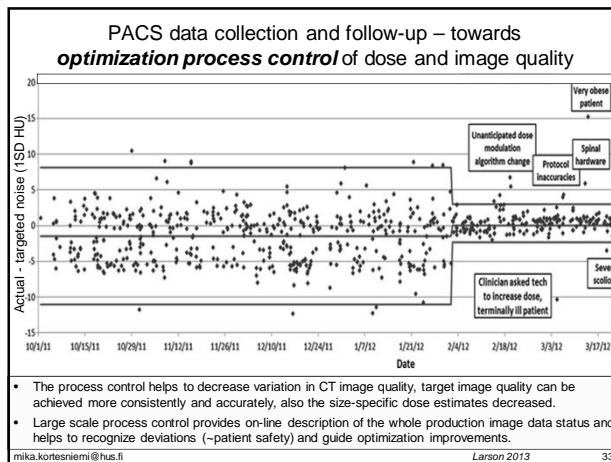 PACS data collection and follow-up – towards
optimization process control of dose and image quality
Actual - targeted noise (1SD HU)
20
15
10
5
0
-5
-10
-15
Very obese
patient
Unanticipated dose
modulation
algorithm change
Protocol
inaccuracies
Spinal
hardware
Clinician asked tech
to increase dose,
terminally ill patient
10/1/11
10/15/11
10/29/11
11/12/11
11/26/11
12/10/11
12/24/11
1/7/12
1/21/12
2/4/12
2/18/12
3/3/12
3/17/12
Date
• The process control helps to decrease variation in CT image quality, target image quality can be
achieved more consistently and accurately, also the size-specific dose estimates decreased.
• Large scale process control provides on-line description of the whole production image data status and
helps to recognize deviations (~patient safety) and guide optimization improvements.
mika.kortesniemi@hus.fi
Larson 2013
33